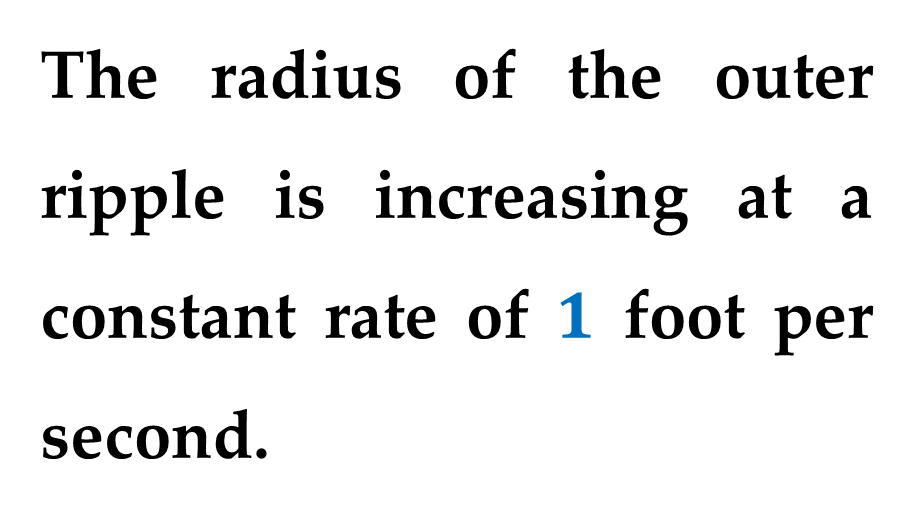 The radius of the outer
ripple is increasing at a
constant rate of 1 foot per
second.